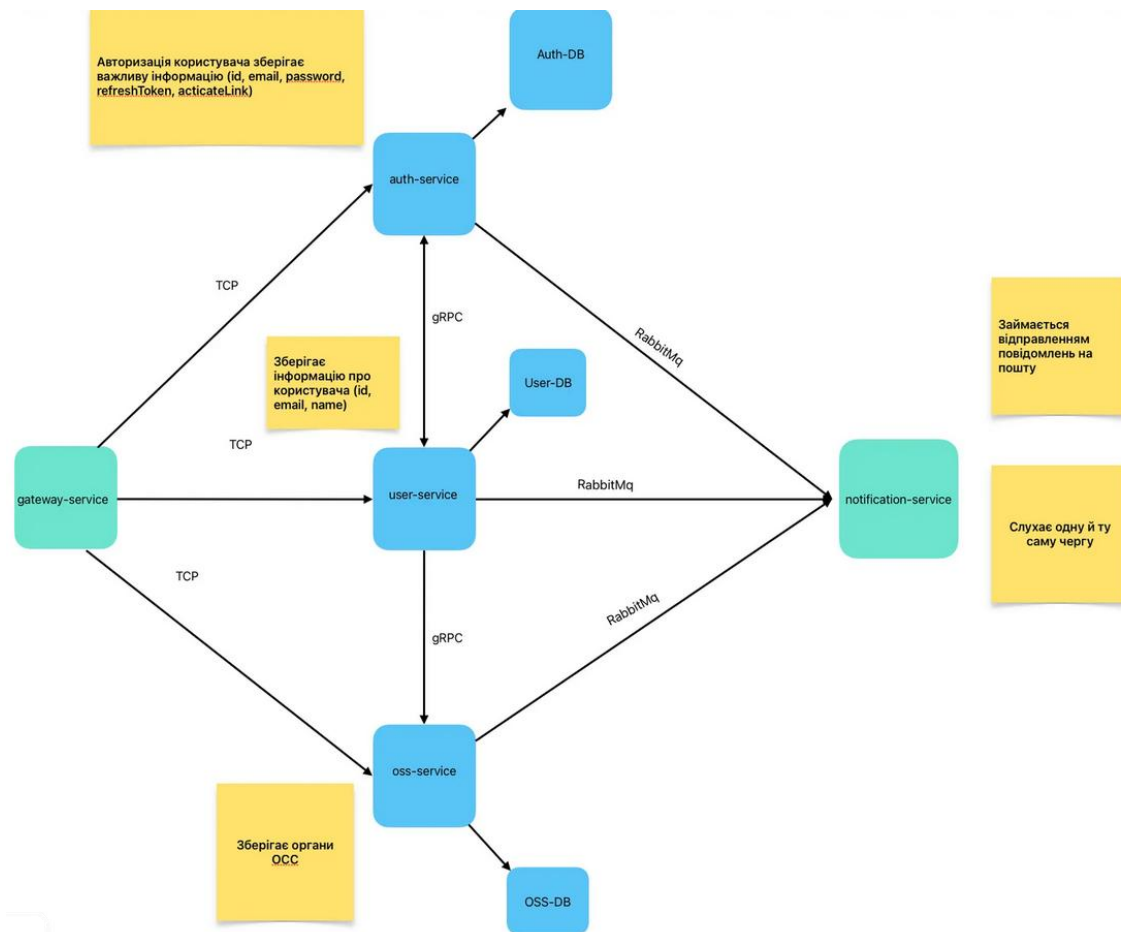 Авторизація користувача зберігає
важливу інформацію (id, email, password,
refreshToken, acticateLink)
Auth-DB
auth-service
TCP
gRPC
RabbitMq
Займається
відправленням
повідомлень на
пошту
Зберігає
інформацію про
користувача (id,
email, name)
User-DB
TCP
gateway-service
user-service
RabbitMq
notification-service
Слухає одну й ту
саму чергу
TCP
gRPC
RabbitMq
oss-service
Зберігає органи
ОСС
OSS-DB